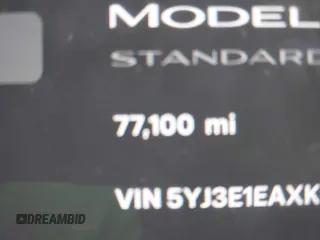 MODEL
STANDARD
77,100 mi
VIN 5YJ3E1EAXK
DREAMBID